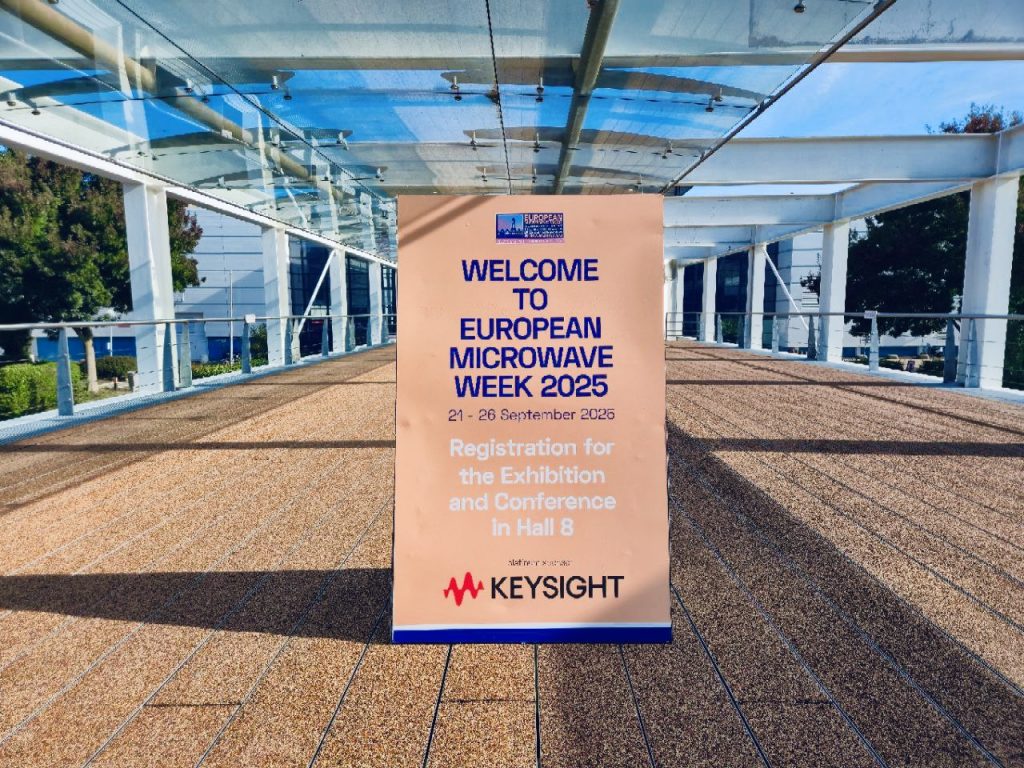 EUROPEAN
WELCOME
TO
EUROPEAN
MICROWAVE
WEEK 2025
21 - 26 September 2025
Registration for
the Exhibition
and Conference
in Hall 8
KEYSIGHT